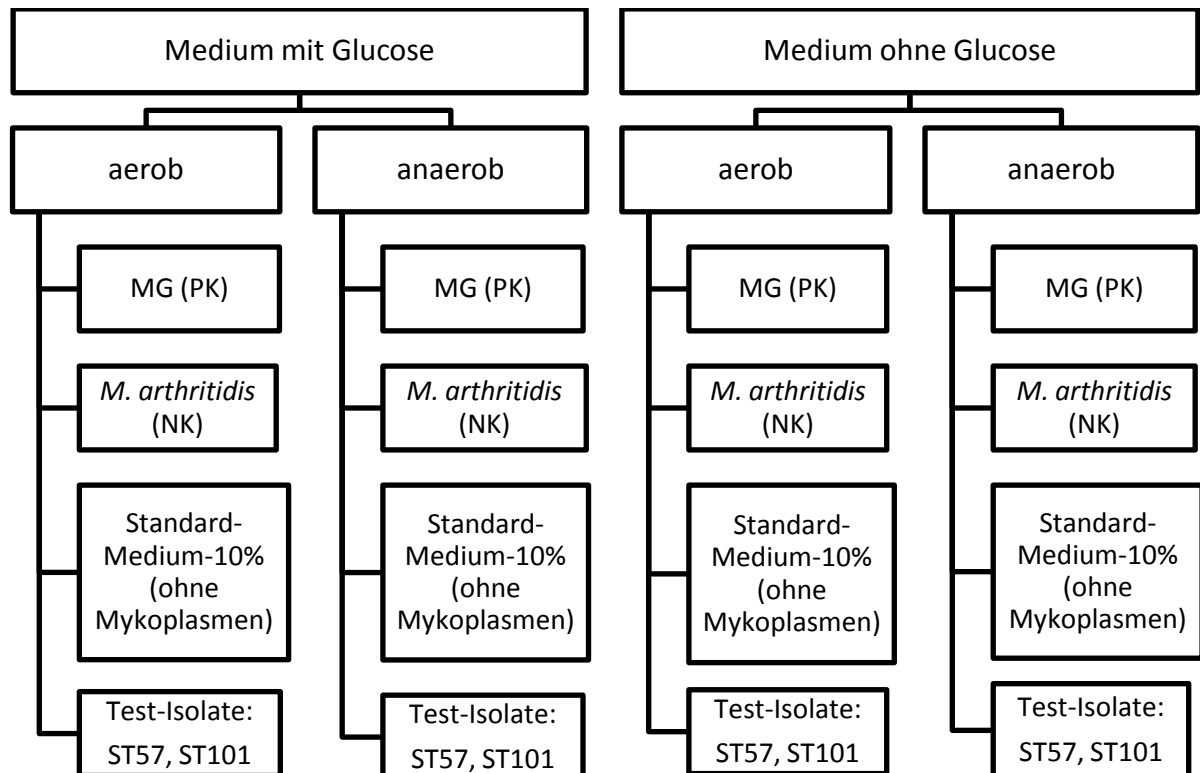 Medium mit Glucose
aerob
MG (PK)
M. arthritidis
(NK)
Standard-
Medium-10%
(ohne
Mykoplasmen)
Test-Isolate:
ST57, ST101
anaerob
MG (PK)
M. arthritidis
(NK)
Standard-
Medium-10%
(ohne
Mykoplasmen)
Test-Isolate:
ST57, ST101
Medium ohne Glucose
aerob
MG (PK)
M. arthritidis
(NK)
Standard-
Medium-10%
(ohne
Mykoplasmen)
Test-Isolate:
ST57, ST101
anaerob
MG (PK)
M. arthritidis
(NK)
Standard-
Medium-10%
(ohne
Mykoplasmen)
Test-Isolate:
ST57, ST101